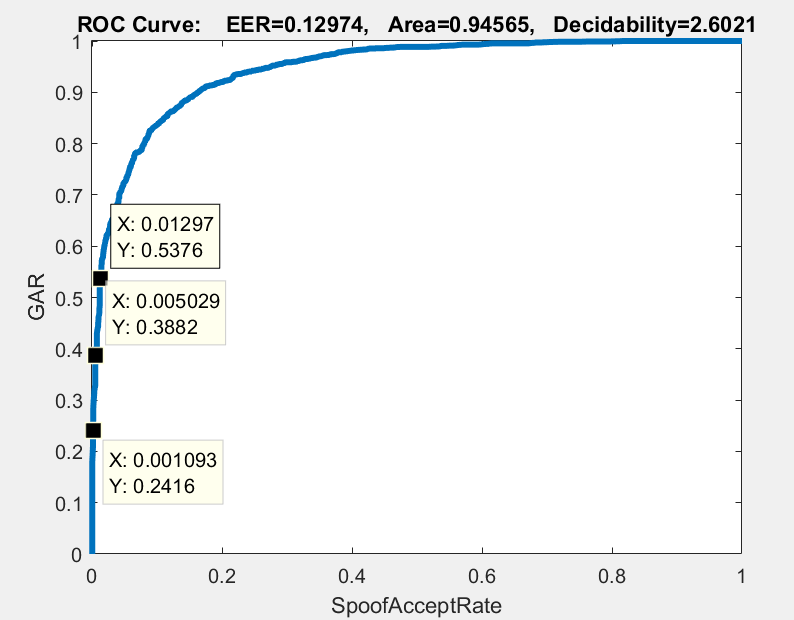 ROC Curve: EER=0.12974, Area=0.94565, Decidability=2.6021
1
0.9
0.8
0.7
X: 0.01297
Y: 0.5376
0.6
GAR
0.5
X: 0.005029
Y: 0.3882
0.4
0.3
0.2
X: 0.001093
Y: 0.2416
0.1
0
0 0.2 0.4 0.6 0.8 1
SpoofAcceptRate